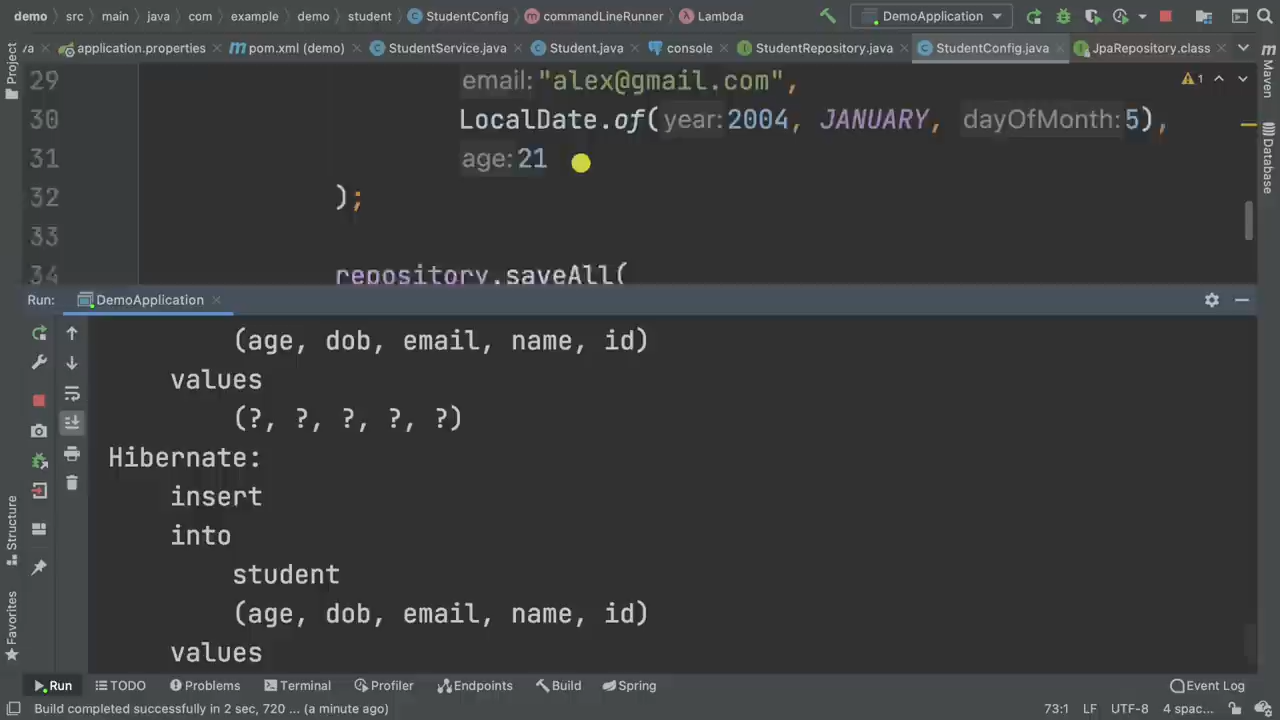 demo > src > main > java > com > example > demo > student > StudentConfig > commandLineRunner > Lambda
DemoApplication
va
application.properties
pom.xml (demo)
StudentService.java
Student.java
console
StudentRepository.java
StudentConfig.java
JpaRepository.class
Project
Maven
Database
29 email: "alex@gmail.com",
30 LocalDate.of( year: 2004, JANUARY, dayOfMonth: 5),
31 age: 21
32 );
33
34 repository.saveAll(
Run: DemoApplication
(age, dob, email, name, id)
values
(?, ?, ?, ?, ?)
Hibernate:
insert
into
student
(age, dob, email, name, id)
values
Structure
Favorites
Run TODO Problems Terminal Profiler Endpoints Build Spring Event Log
Build completed successfully in 2 sec, 720 ... (a minute ago) 73:1 LF UTF-8 4 spac...
1